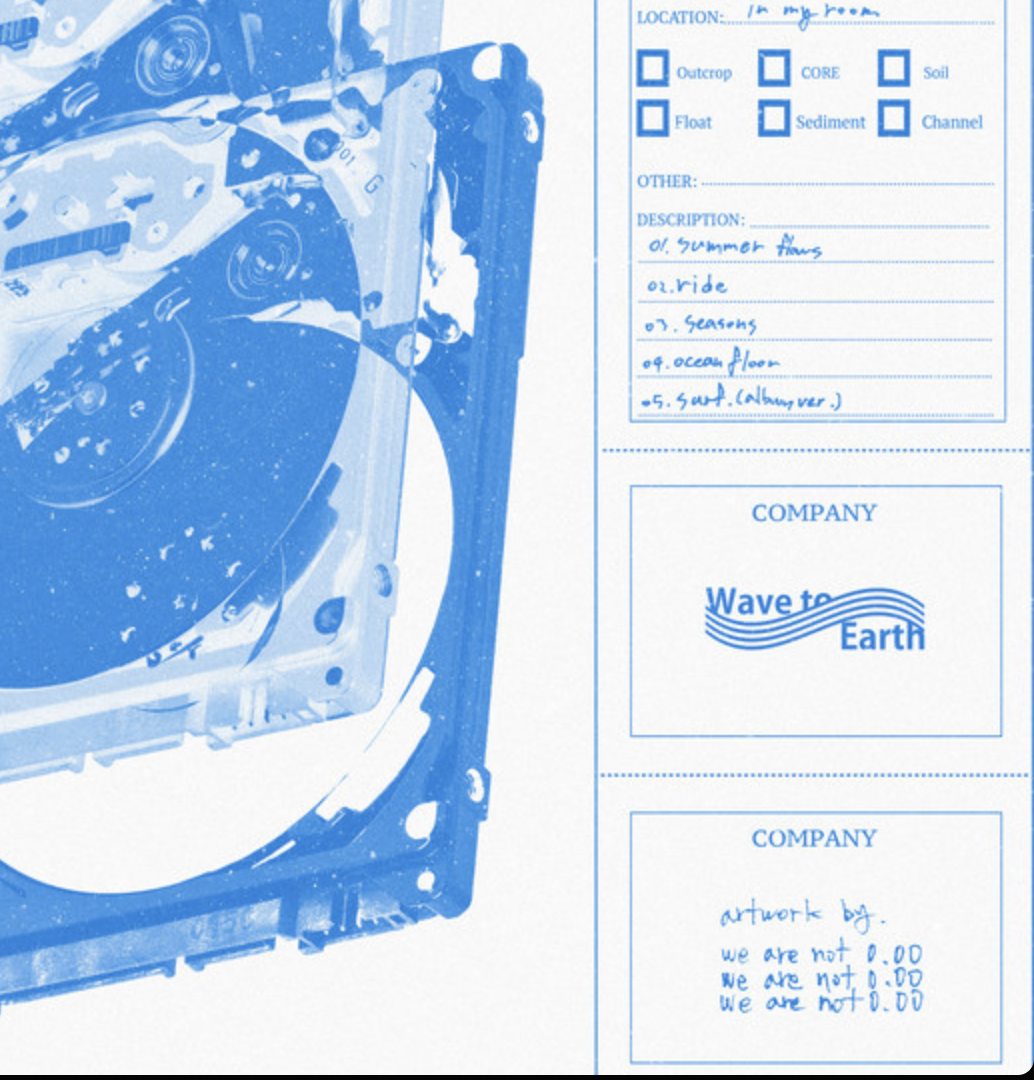 LOCATION: In my room
Outcrop CORE Soil
Float Sediment Channel
OTHER:
DESCRIPTION:
01. Summer flows
02. ride
03. Seasons
04. ocean floor
05. surf. (album ver.)
COMPANY
Wave to
Earth
COMPANY
artwork by.
we are not 0.00
we are not 0.00
we are not 0.00
001. G